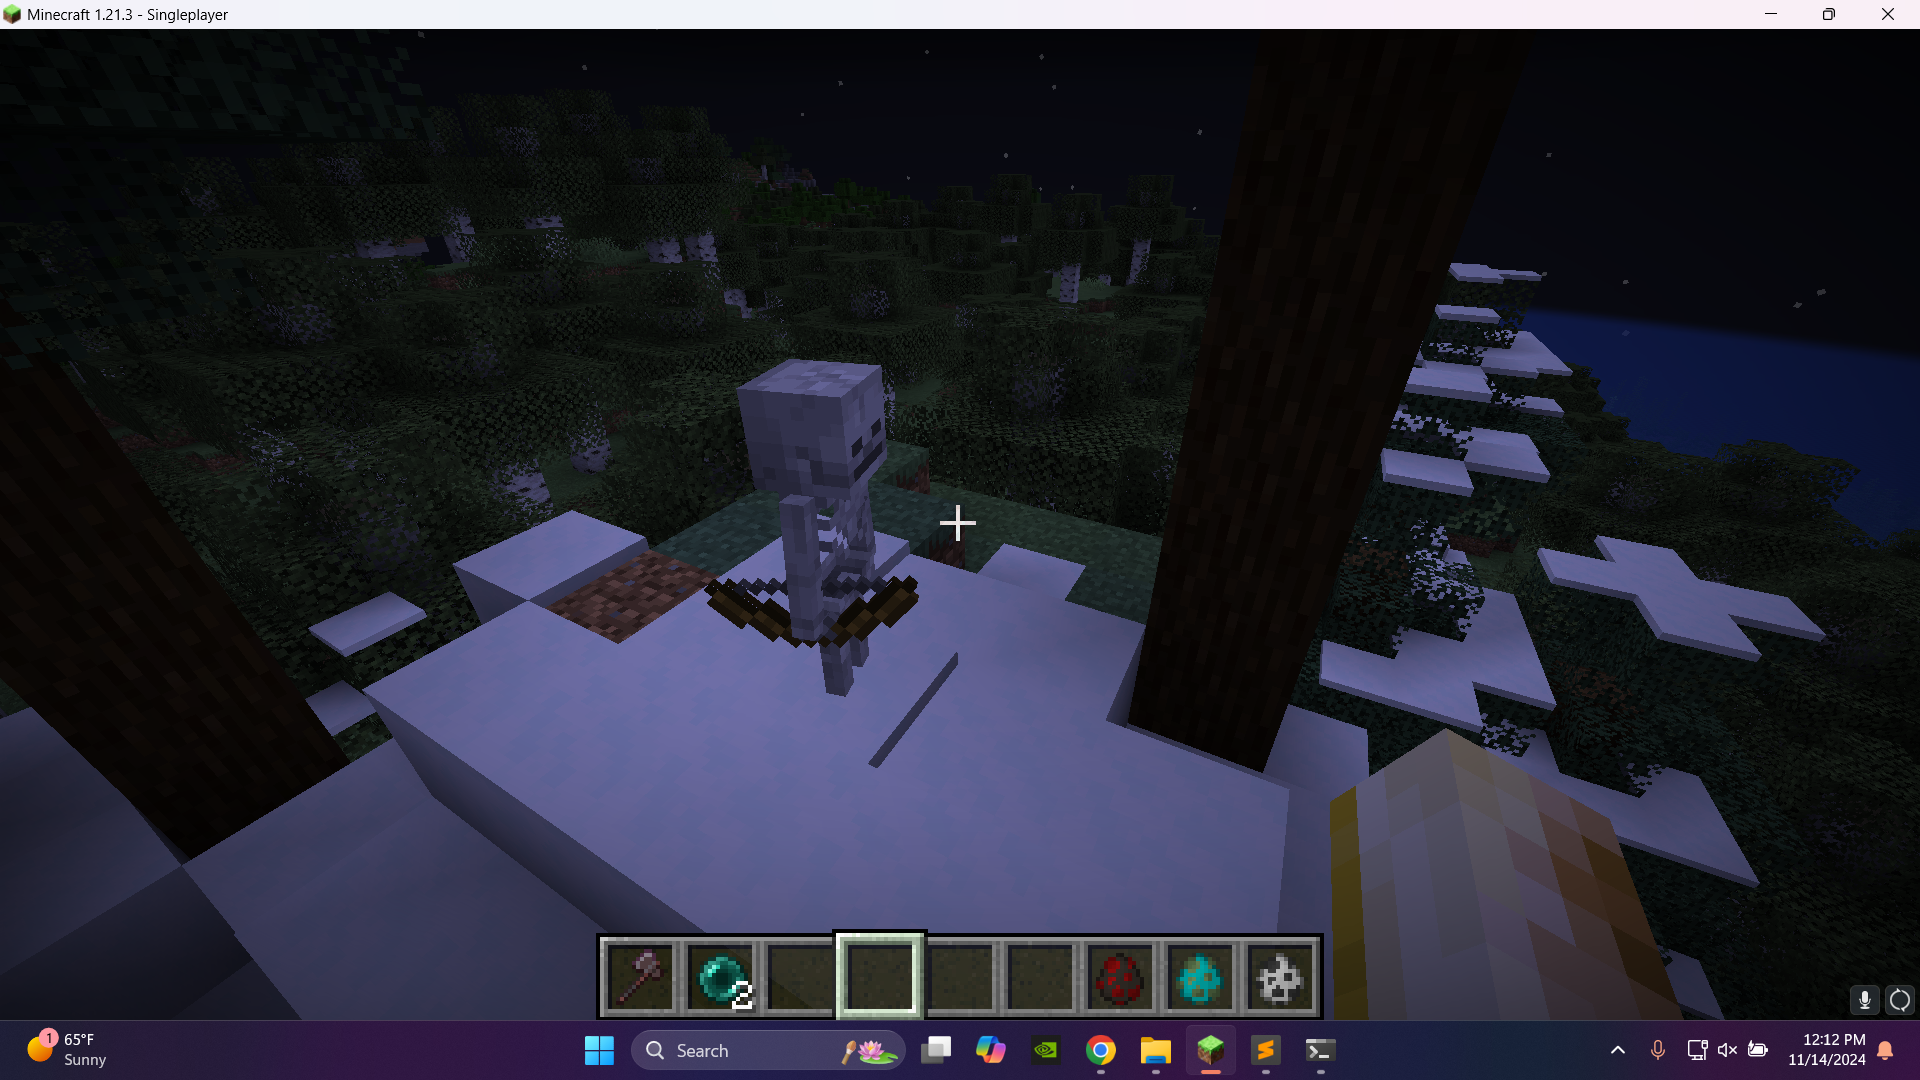 Minecraft 1.21.3 - Singleplayer
2
1
65°F
Sunny
Search
12:12 PM
11/14/2024